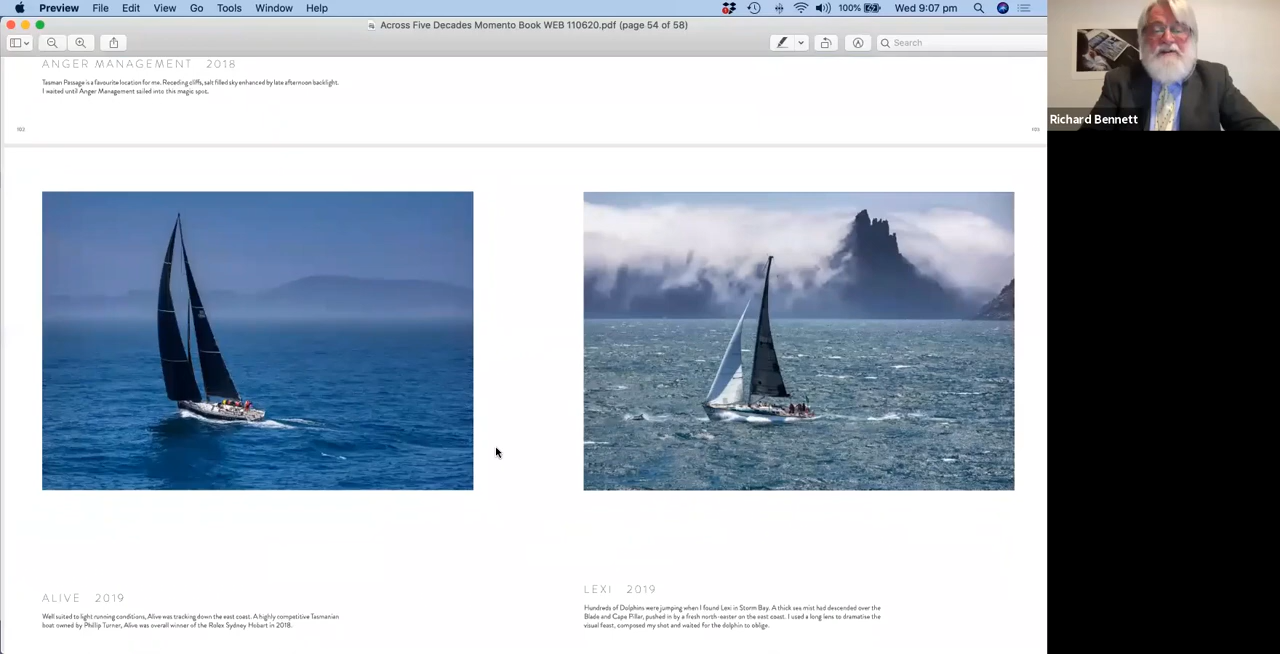 Preview File Edit View Go Tools Window Help 100% Wed 9:07 pm
Across Five Decades Momento Book WEB 110620.pdf (page 54 of 58)
Search
ANGER MANAGEMENT 2018
Tasman Passage is a favourite location for me. Receding cliffs, salt filled sky enhanced by late afternoon backlight.
I waited until Anger Management sailed into this magic spot.
102
103
Richard Bennett
ALIVE 2019
Well suited to light running conditions, Alive was tracking down the east coast. A highly competitive Tasmanian
boat owned by Phillip Turner, Alive was overall winner of the Rolex Sydney Hobart in 2018.
LEXI 2019
Hundreds of Dolphins were jumping when I found Lexi in Storm Bay. A thick sea mist had descended over the
Blade and Cape Pillar, pushed in by a fresh north-easter on the east coast. I used a long lens to dramatise the
visual feast, composed my shot and waited for the dolphin to oblige.